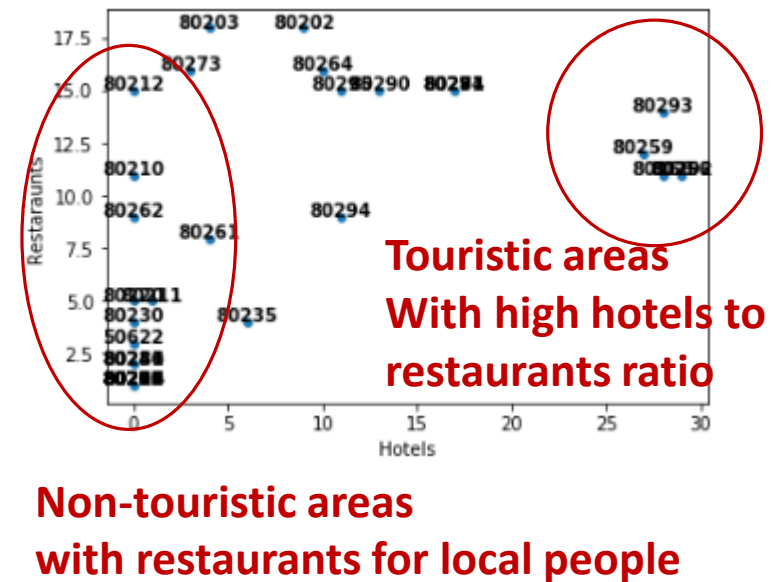 80203 80202
17.5
80273 80264
80212
15.0
80290
80293
12.5
80259
80210
Restaraunts
10.0
80262
80294
80261
7.5
Touristic areas
With high hotels to
restaurants ratio
5.0
80230
80235
50622
2.5
0 5 10 15 20 25 30
Hotels
Non-touristic areas
with restaurants for local people